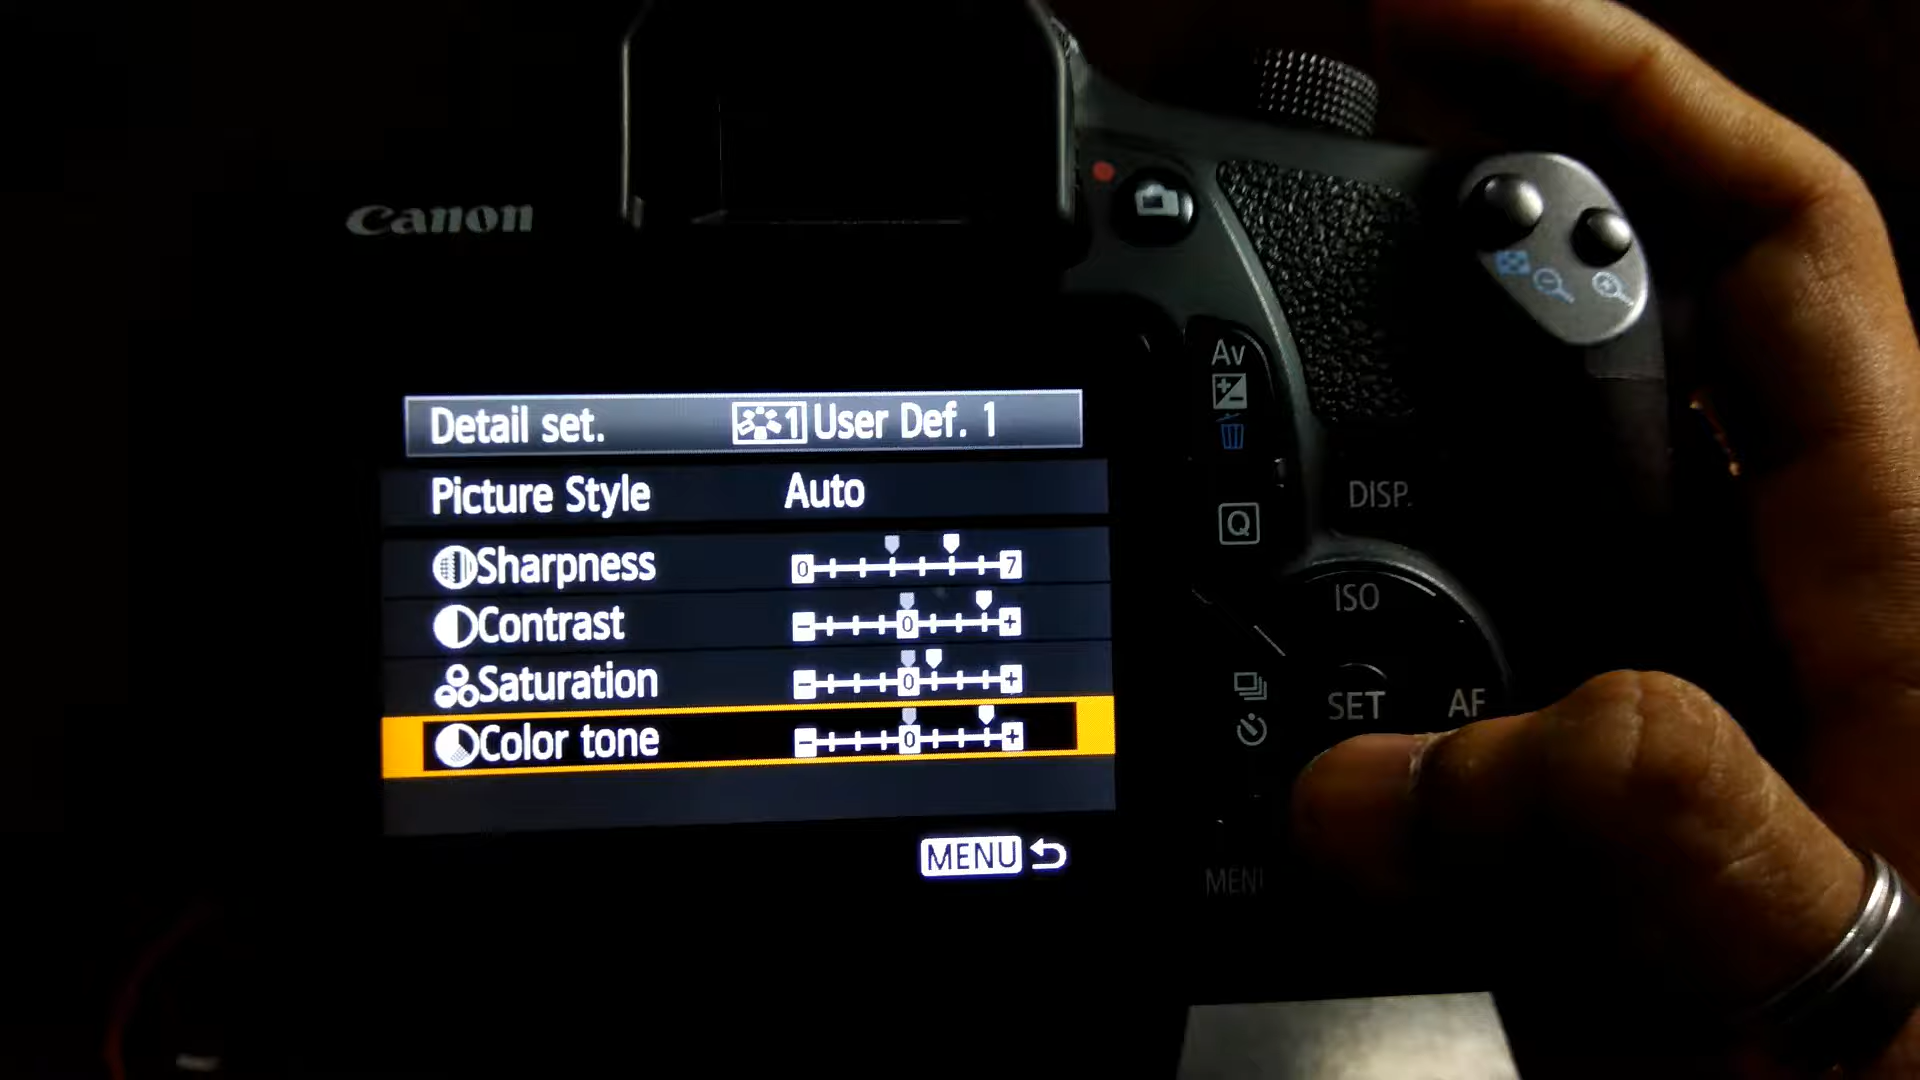 Canon
Detail set. 1 User Def. 1
Picture Style Auto
Sharpness 0 7
Contrast − 0 +
Saturation − 0 +
Color tone − 0 +
MENU
Av
Q
DISP.
ISO
SET AF